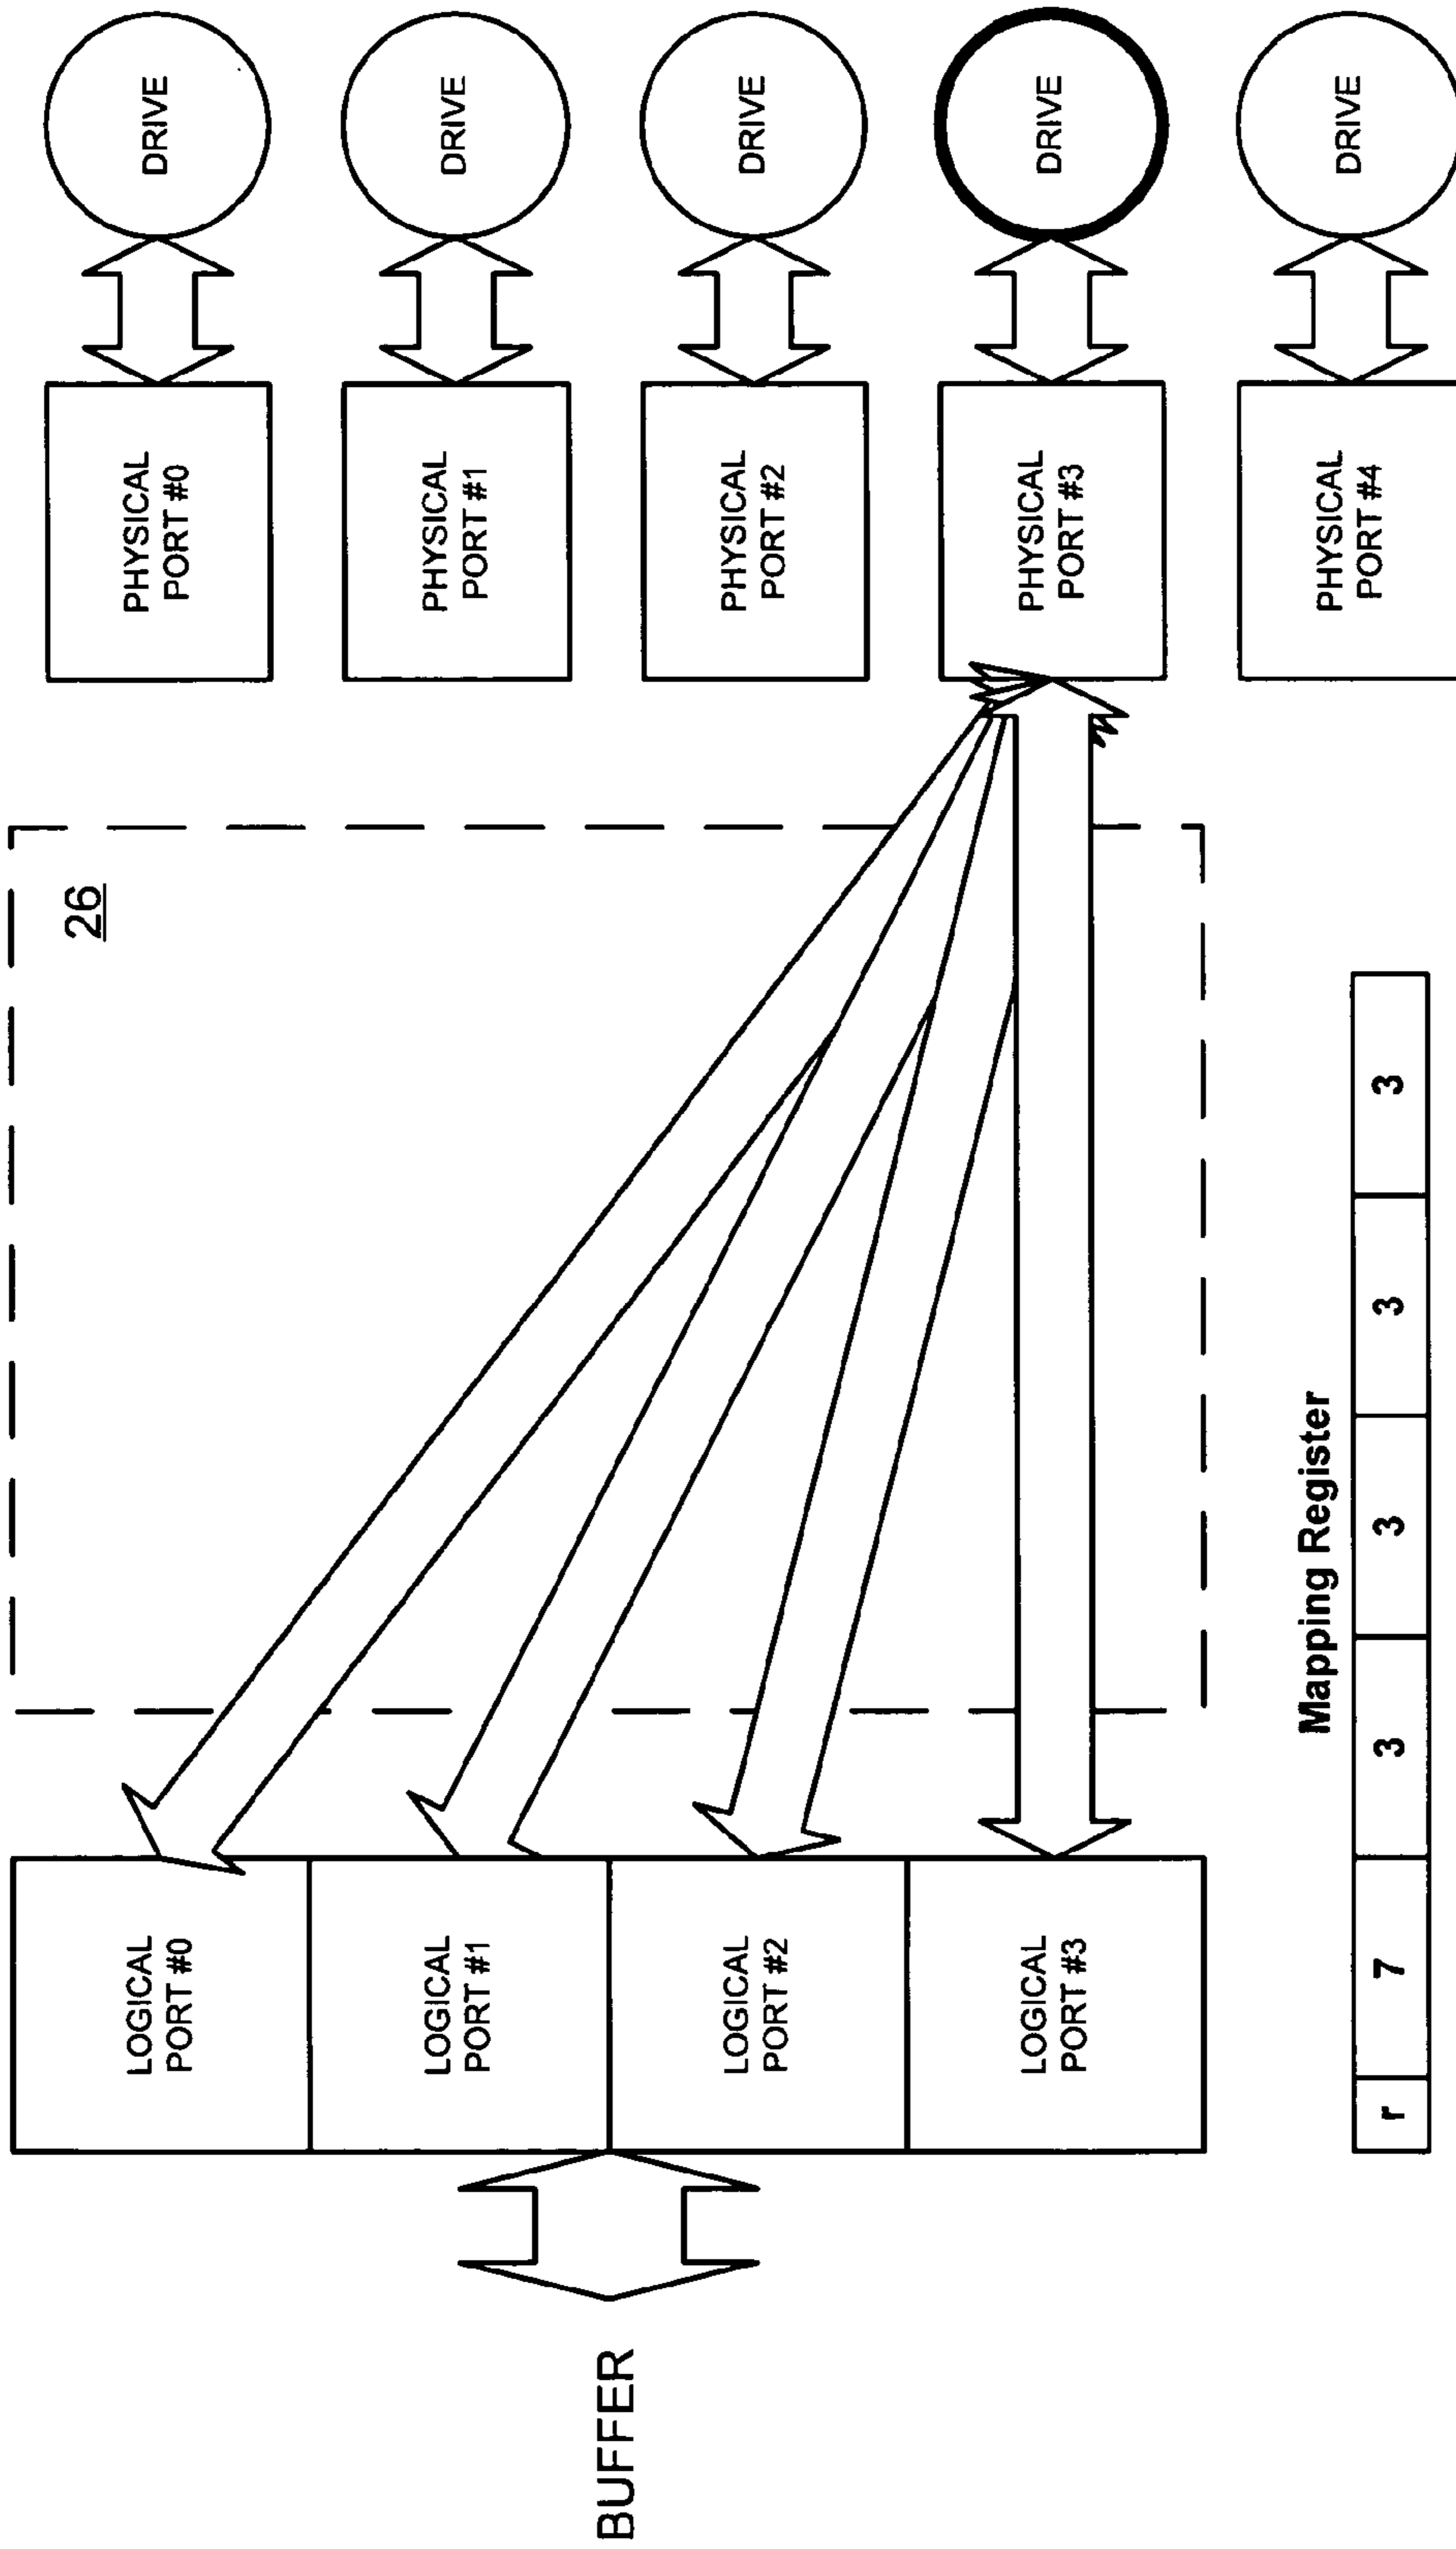 26
LOGICAL
PORT #0
PHYSICAL
PORT #0
DRIVE
LOGICAL
PORT #1
PHYSICAL
PORT #1
DRIVE
BUFFER
LOGICAL
PORT #2
PHYSICAL
PORT #2
DRIVE
LOGICAL
PORT #3
PHYSICAL
PORT #3
DRIVE
Mapping Register
r 7 3 3 3 3
PHYSICAL
PORT #4
DRIVE